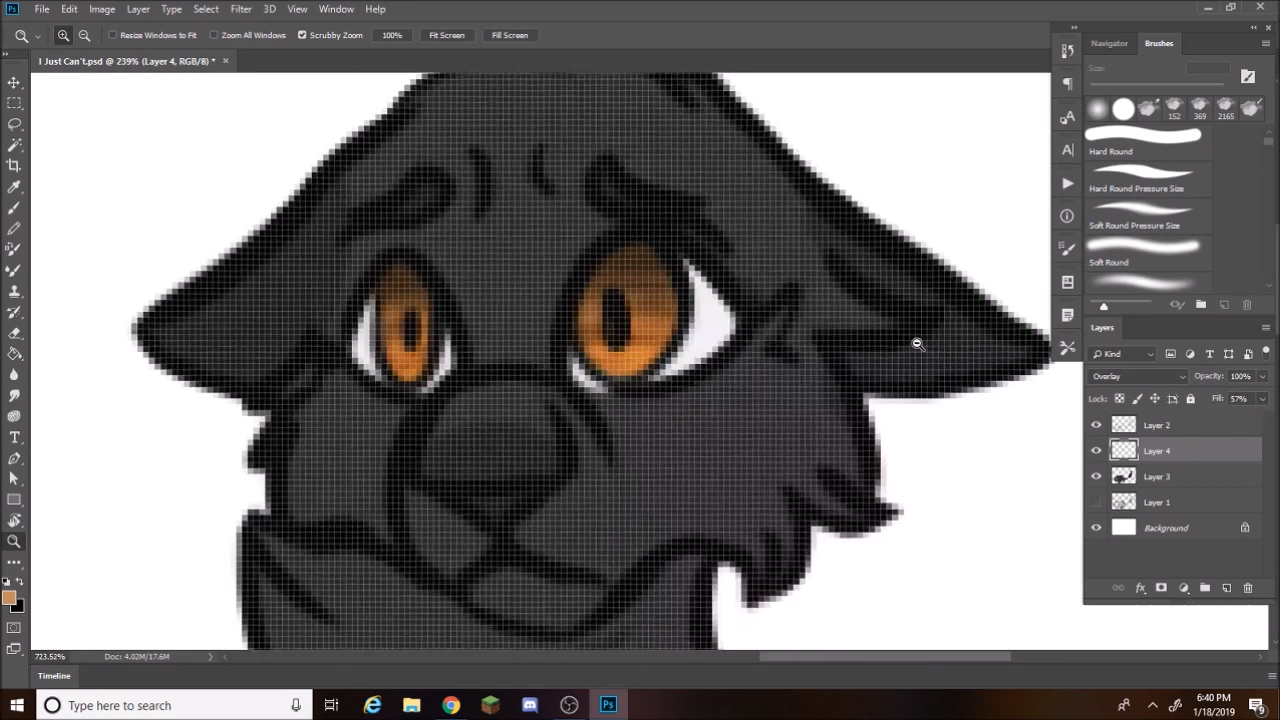 Ps File Edit Image Layer Type Select Filter 3D View Window Help
Resize Windows to Fit Zoom All Windows Scrubby Zoom 100% Fit Screen Fill Screen
I Just Can't.psd @ 239% (Layer 4, RGB/8) *
Navigator Brushes
Size:
152 369 2165
Hard Round
Hard Round Pressure Size
Soft Round Pressure Size
Soft Round
Layers
Kind
Overlay Opacity: 100%
Lock: Fill: 57%
Layer 2
Layer 4
Layer 3
Layer 1
Background
723.52% Doc: 4.02M/17.6M
Timeline
Type here to search
Ps
6:40 PM
1/18/2019